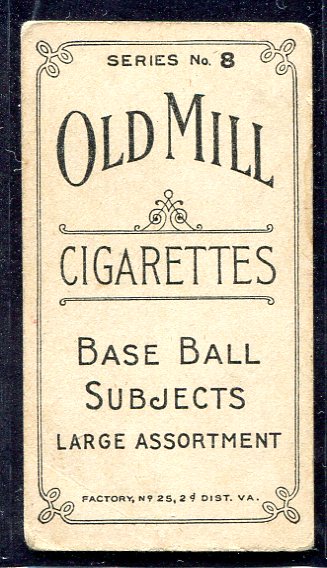 SERIES No. 8
OLD MILL
CIGARETTES
BASE BALL
SUBJECTS
LARGE ASSORTMENT
FACTORY, Nº 25, 2d DIST. VA.